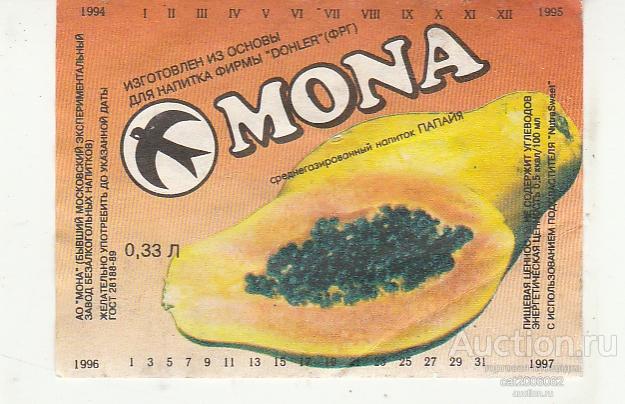 1994 I II III IV V VI VII VIII IX X XI XII 1995
ИЗГОТОВЛЕН ИЗ ОСНОВЫ
ДЛЯ НАПИТКА ФИРМЫ "DOHLER" (ФРГ)
MONA
среднегазированный напиток ПАПАЙЯ
0,33 Л
АО "МОНА" (БЫВШИЙ МОСКОВСКИЙ ЭКСПЕРИМЕНТАЛЬНЫЙ
ЗАВОД БЕЗАЛКОГОЛЬНЫХ НАПИТКОВ)
ЖЕЛАТЕЛЬНО УПОТРЕБИТЬ ДО УКАЗАННОЙ ДАТЫ
ГОСТ 28188-89
ПИЩЕВАЯ ЦЕННОСТЬ: НЕ СОДЕРЖИТ УГЛЕВОДОВ
ЭНЕРГЕТИЧЕСКАЯ ЦЕННОСТЬ 0,5 ккал/100 мл
С ИСПОЛЬЗОВАНИЕМ ПОДСЛАСТИТЕЛЯ "NutraSweet"
1996 1 3 5 7 9 11 13 15 17 19 21 23 25 27 29 31 1997
Auction.ru
cat2006062
auction.ru